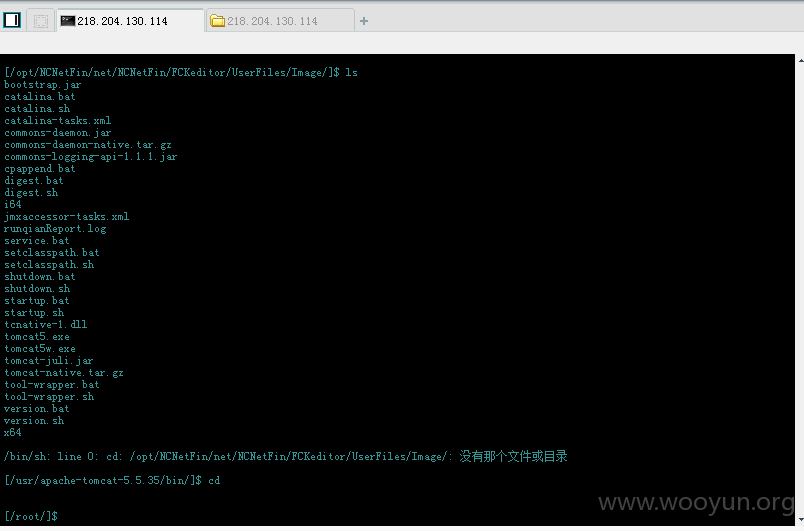 218.204.130.114
218.204.130.114
[/opt/NCNetFin/net/NCNetFin/FCKeditor/UserFiles/Image/]$ ls
bootstrap.jar
catalina.bat
catalina.sh
catalina-tasks.xml
commons-daemon.jar
commons-daemon-native.tar.gz
commons-logging-api-1.1.1.jar
cpappend.bat
digest.bat
digest.sh
i64
jmxaccessor-tasks.xml
runqianReport.log
service.bat
setclasspath.bat
setclasspath.sh
shutdown.bat
shutdown.sh
startup.bat
startup.sh
tcnative-1.dll
tomcat5.exe
tomcat5w.exe
tomcat-juli.jar
tomcat-native.tar.gz
tool-wrapper.bat
tool-wrapper.sh
version.bat
version.sh
x64
/bin/sh: line 0: cd: /opt/NCNetFin/net/NCNetFin/FCKeditor/UserFiles/Image/: 没有那个文件或目录
[/usr/apache-tomcat-5.5.35/bin/]$ cd
[/root/]$
www.wooyun.org